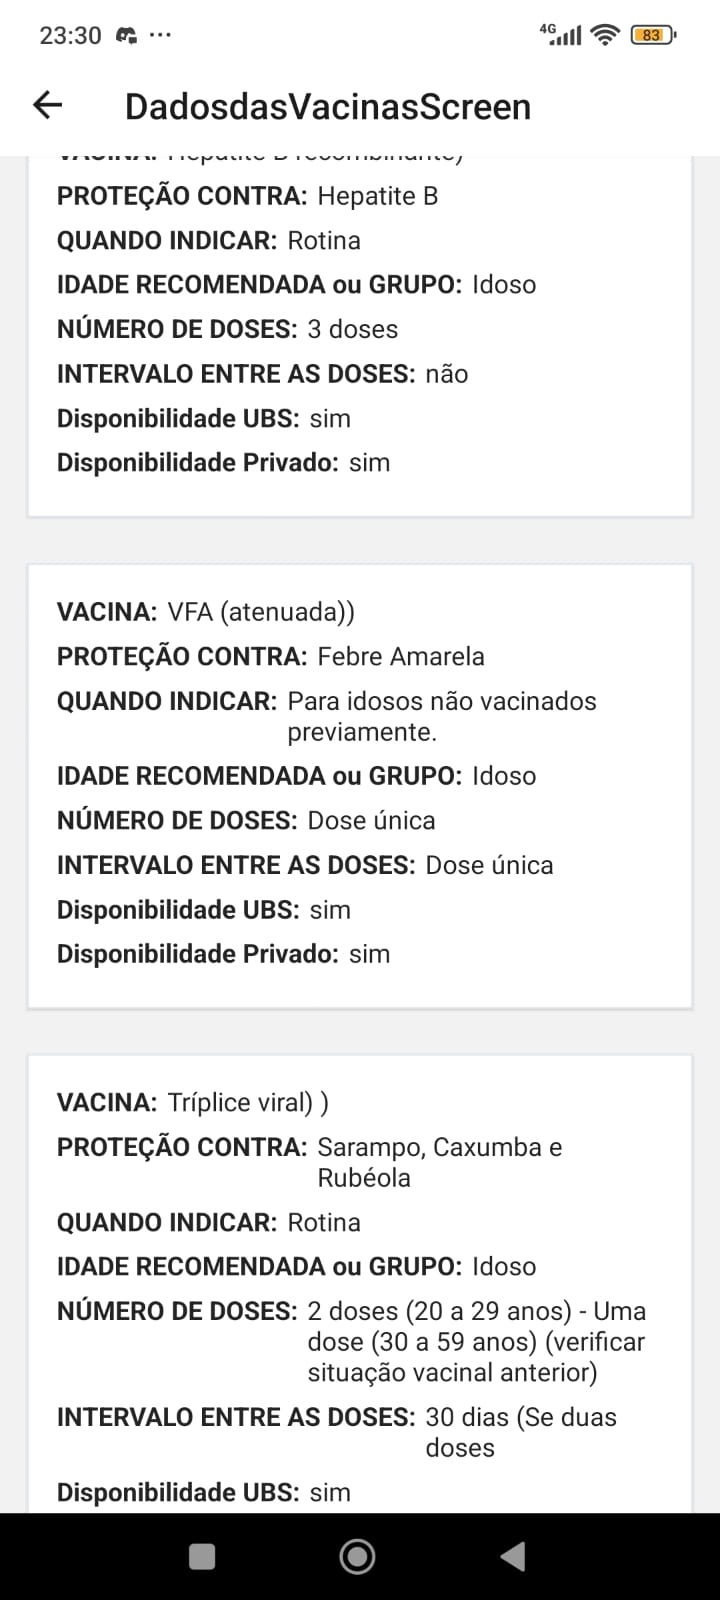 23:30
4G
83
DadosdasVacinasScreen
PROTEÇÃO CONTRA: Hepatite B
QUANDO INDICAR: Rotina
IDADE RECOMENDADA ou GRUPO: Idoso
NÚMERO DE DOSES: 3 doses
INTERVALO ENTRE AS DOSES: não
Disponibilidade UBS: sim
Disponibilidade Privado: sim
VACINA: VFA (atenuada))
PROTEÇÃO CONTRA: Febre Amarela
QUANDO INDICAR: Para idosos não vacinados
previamente.
IDADE RECOMENDADA ou GRUPO: Idoso
NÚMERO DE DOSES: Dose única
INTERVALO ENTRE AS DOSES: Dose única
Disponibilidade UBS: sim
Disponibilidade Privado: sim
VACINA: Tríplice viral) )
PROTEÇÃO CONTRA: Sarampo, Caxumba e
Rubéola
QUANDO INDICAR: Rotina
IDADE RECOMENDADA ou GRUPO: Idoso
NÚMERO DE DOSES: 2 doses (20 a 29 anos) - Uma
dose (30 a 59 anos) (verificar
situação vacinal anterior)
INTERVALO ENTRE AS DOSES: 30 dias (Se duas
doses
Disponibilidade UBS: sim